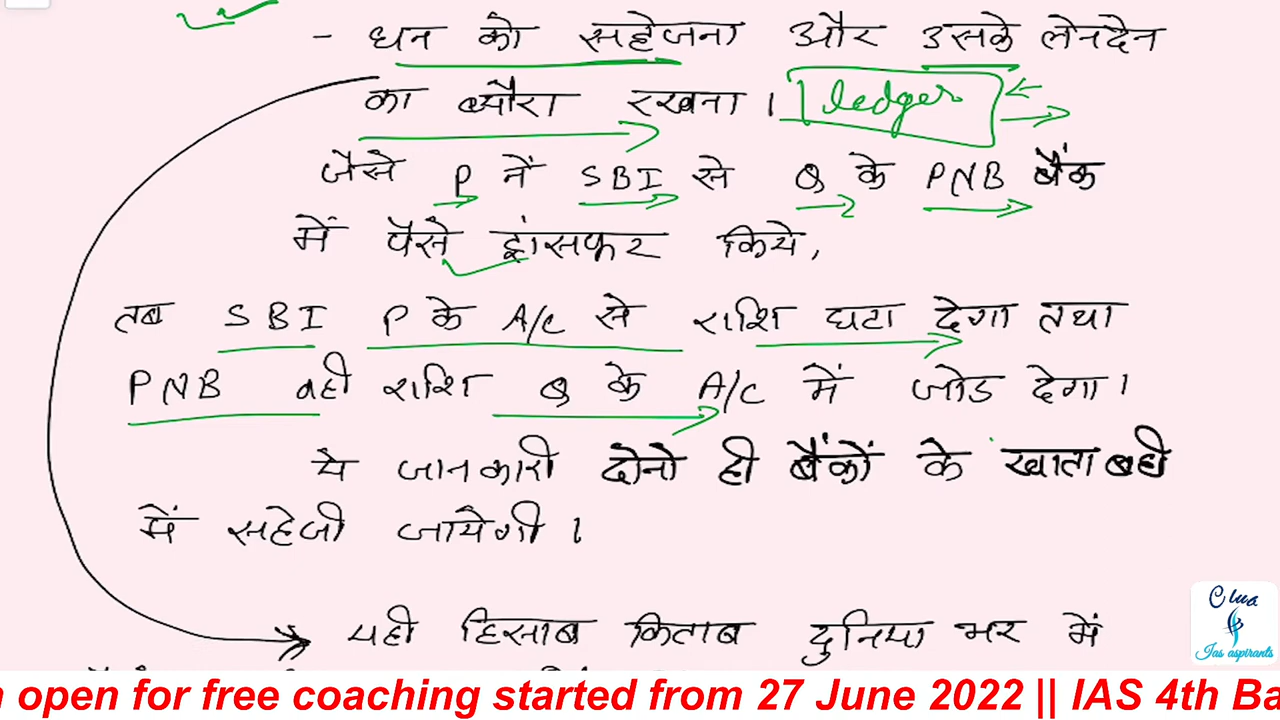 - धन को सहेजना और उसके लेनदेन
का ब्यौरा रखना । ledger
जैसे P ने SBI से Q के PNB बैंक
में पैसे ट्रांसफर किये,
तब SBI P के A/C से राशि घटा देगा तथा
PNB वही राशि Q के A/C में जोड देगा।
ये जानकारी दोनो ही बैंकों के खाता बही
में सहेजी जायेगी ।
यही हिसाब किताब दुनिया भर में
Clue
Ias aspirants
n open for free coaching started from 27 June 2022 || IAS 4th Ba